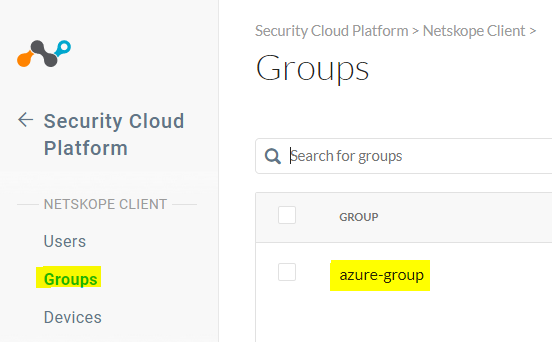 Security Cloud Platform > Netskope Client >
Groups
← Security Cloud
Platform
Search for groups
NETSKOPE CLIENT
GROUP
Users
Groups
azure-group
Devices